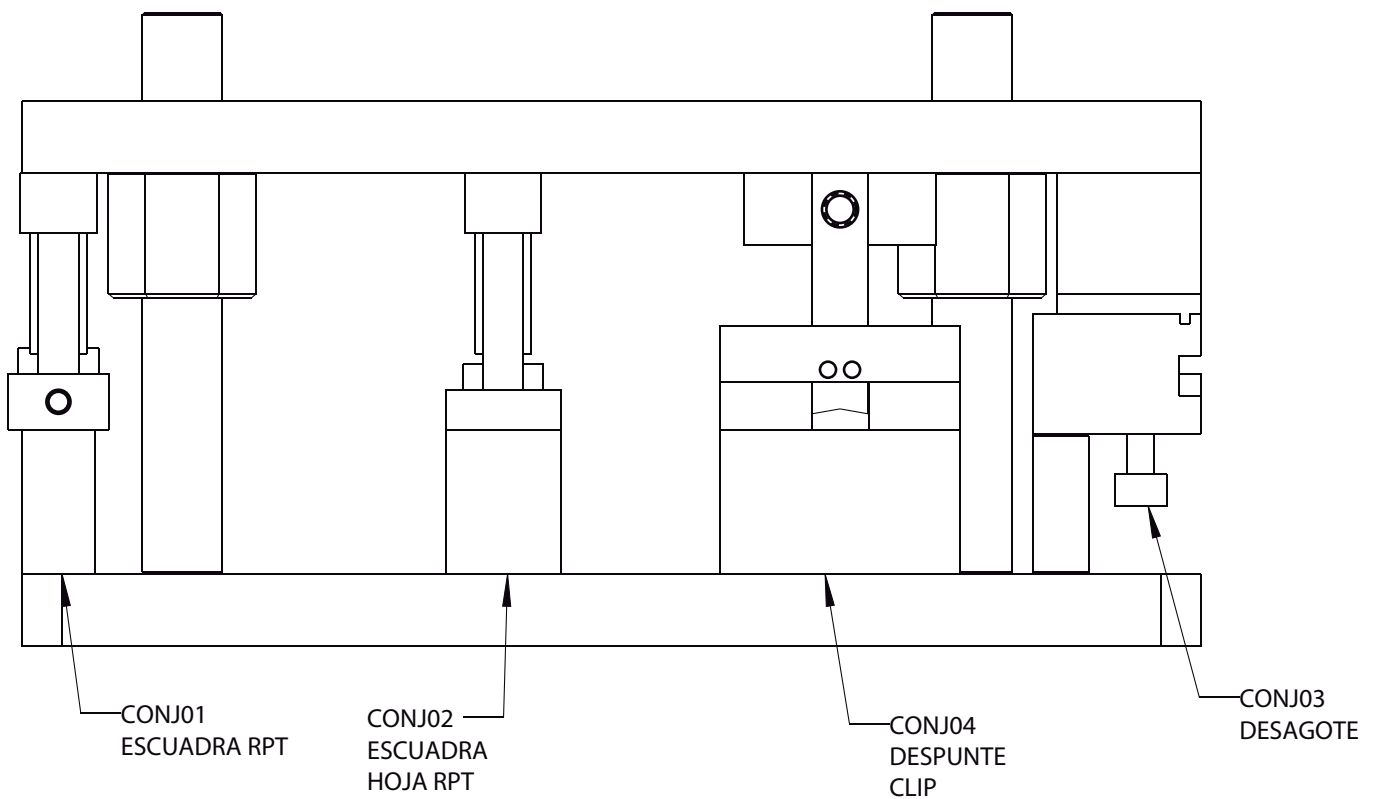 CONJ01
ESCUADRA RPT
CONJ02
ESCUADRA
HOJA RPT
CONJ04
DESPUNTE
CLIP
CONJ03
DESAGOTE